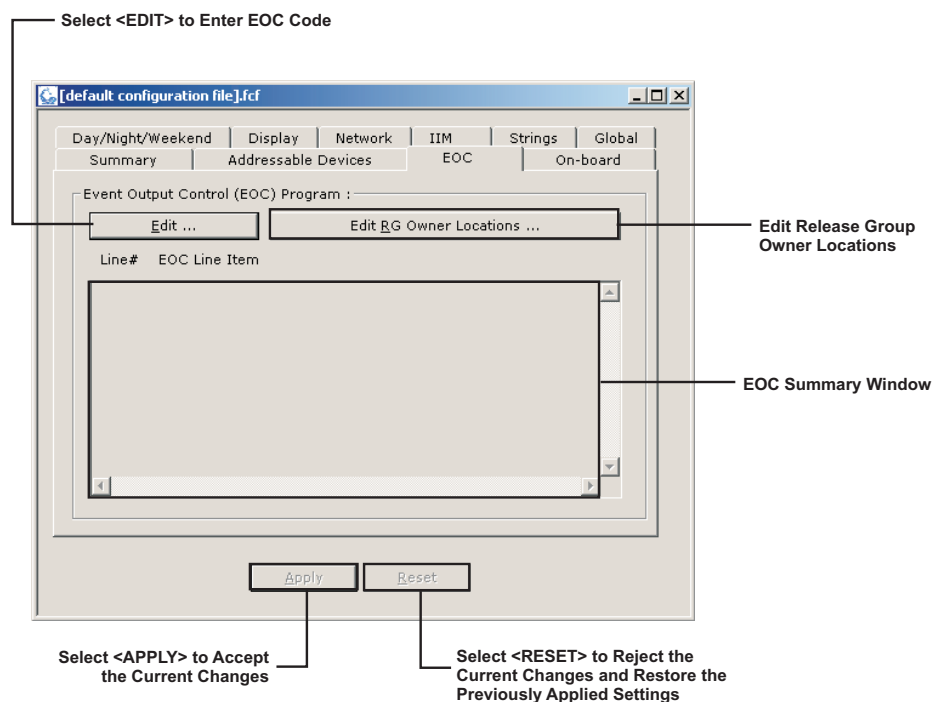 Select <EDIT> to Enter EOC Code
[default configuration file].fcf
Day/Night/Weekend Display Network IIM Strings Global
Summary Addressable Devices EOC On-board
Event Output Control (EOC) Program :
Edit ... Edit RG Owner Locations ...
Edit Release Group
Owner Locations
Line# EOC Line Item
EOC Summary Window
Apply Reset
Select <APPLY> to Accept
the Current Changes
Select <RESET> to Reject the
Current Changes and Restore the
Previously Applied Settings